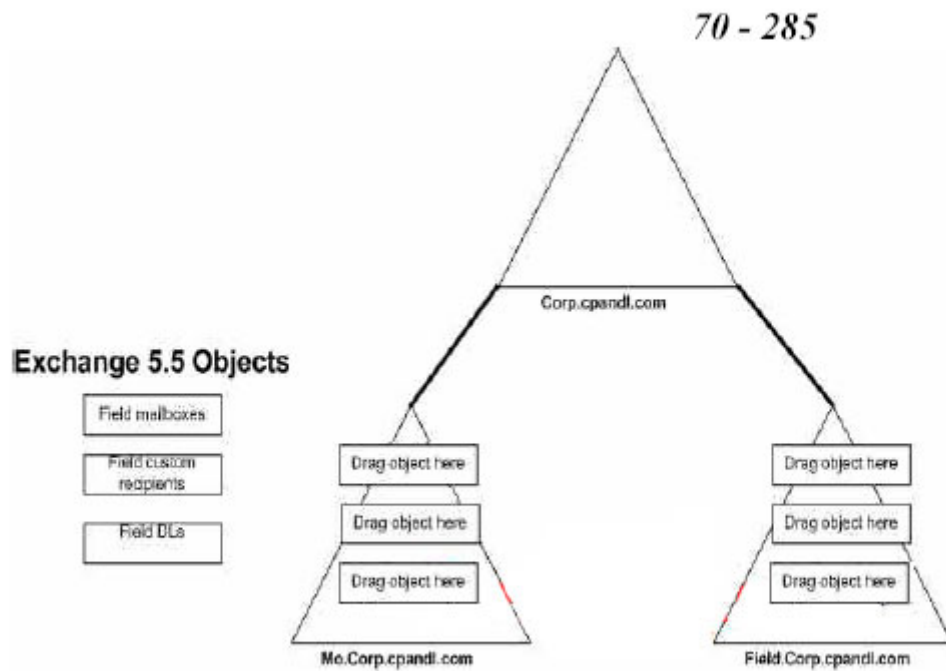 70 - 285
Corp.cpandl.com
Exchange 5.5 Objects
Field mailboxes
Field custom
recipients
Field DLs
Drag object here
Drag object here
Drag object here
Mo.Corp.cpandl.com
Drag object here
Drag object here
Drag object here
Field.Corp.cpandl.com